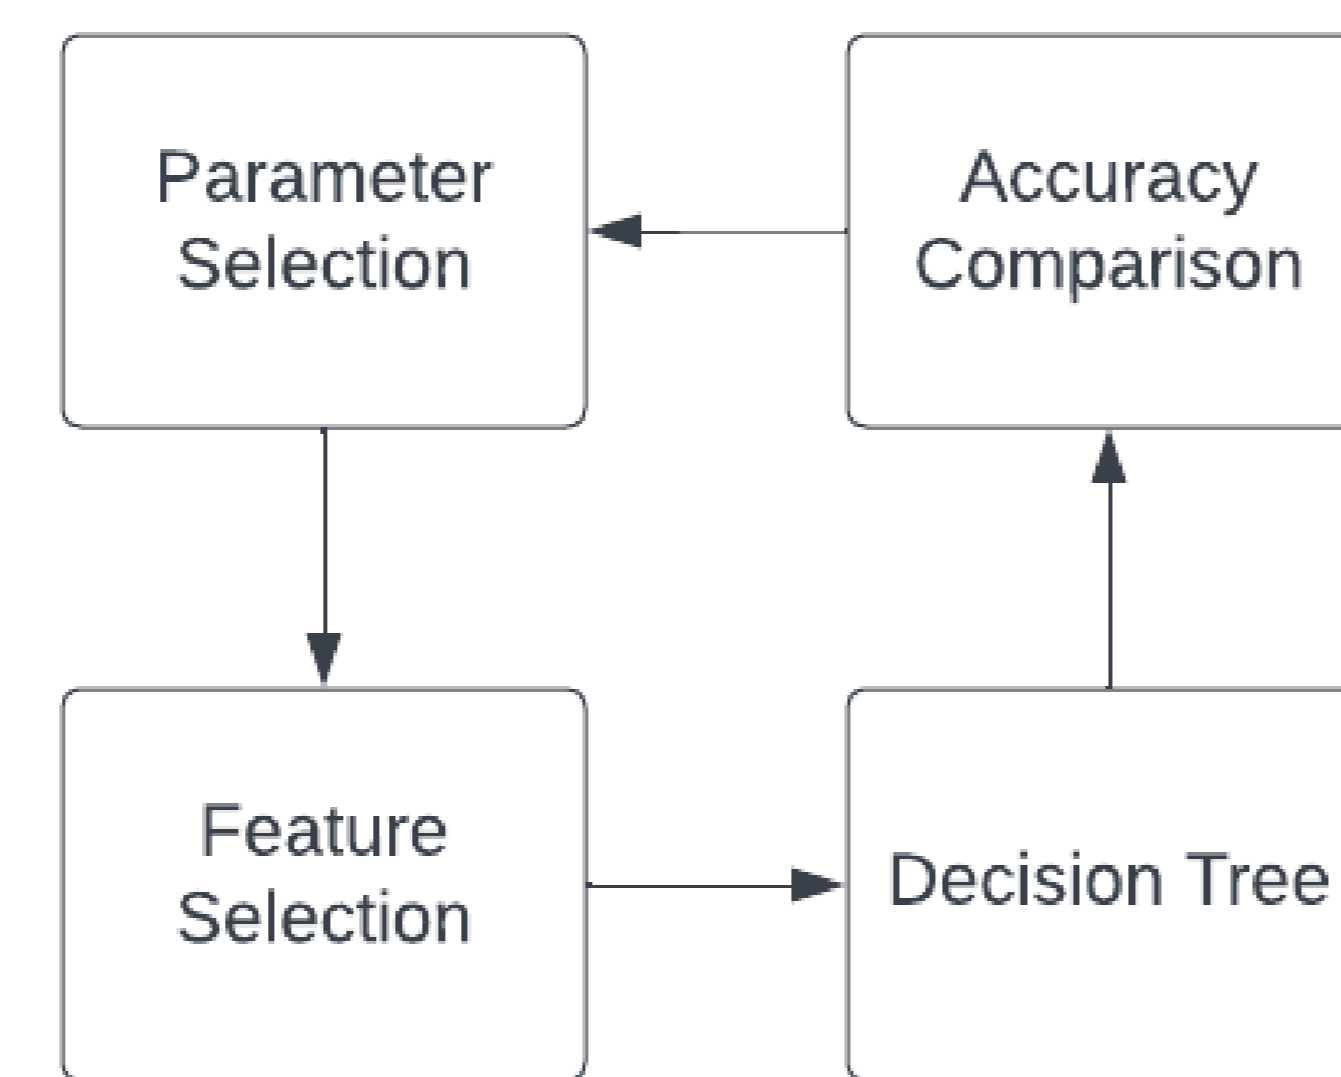 Parameter
Selection
Accuracy
Comparison
Feature
Selection
Decision Tree